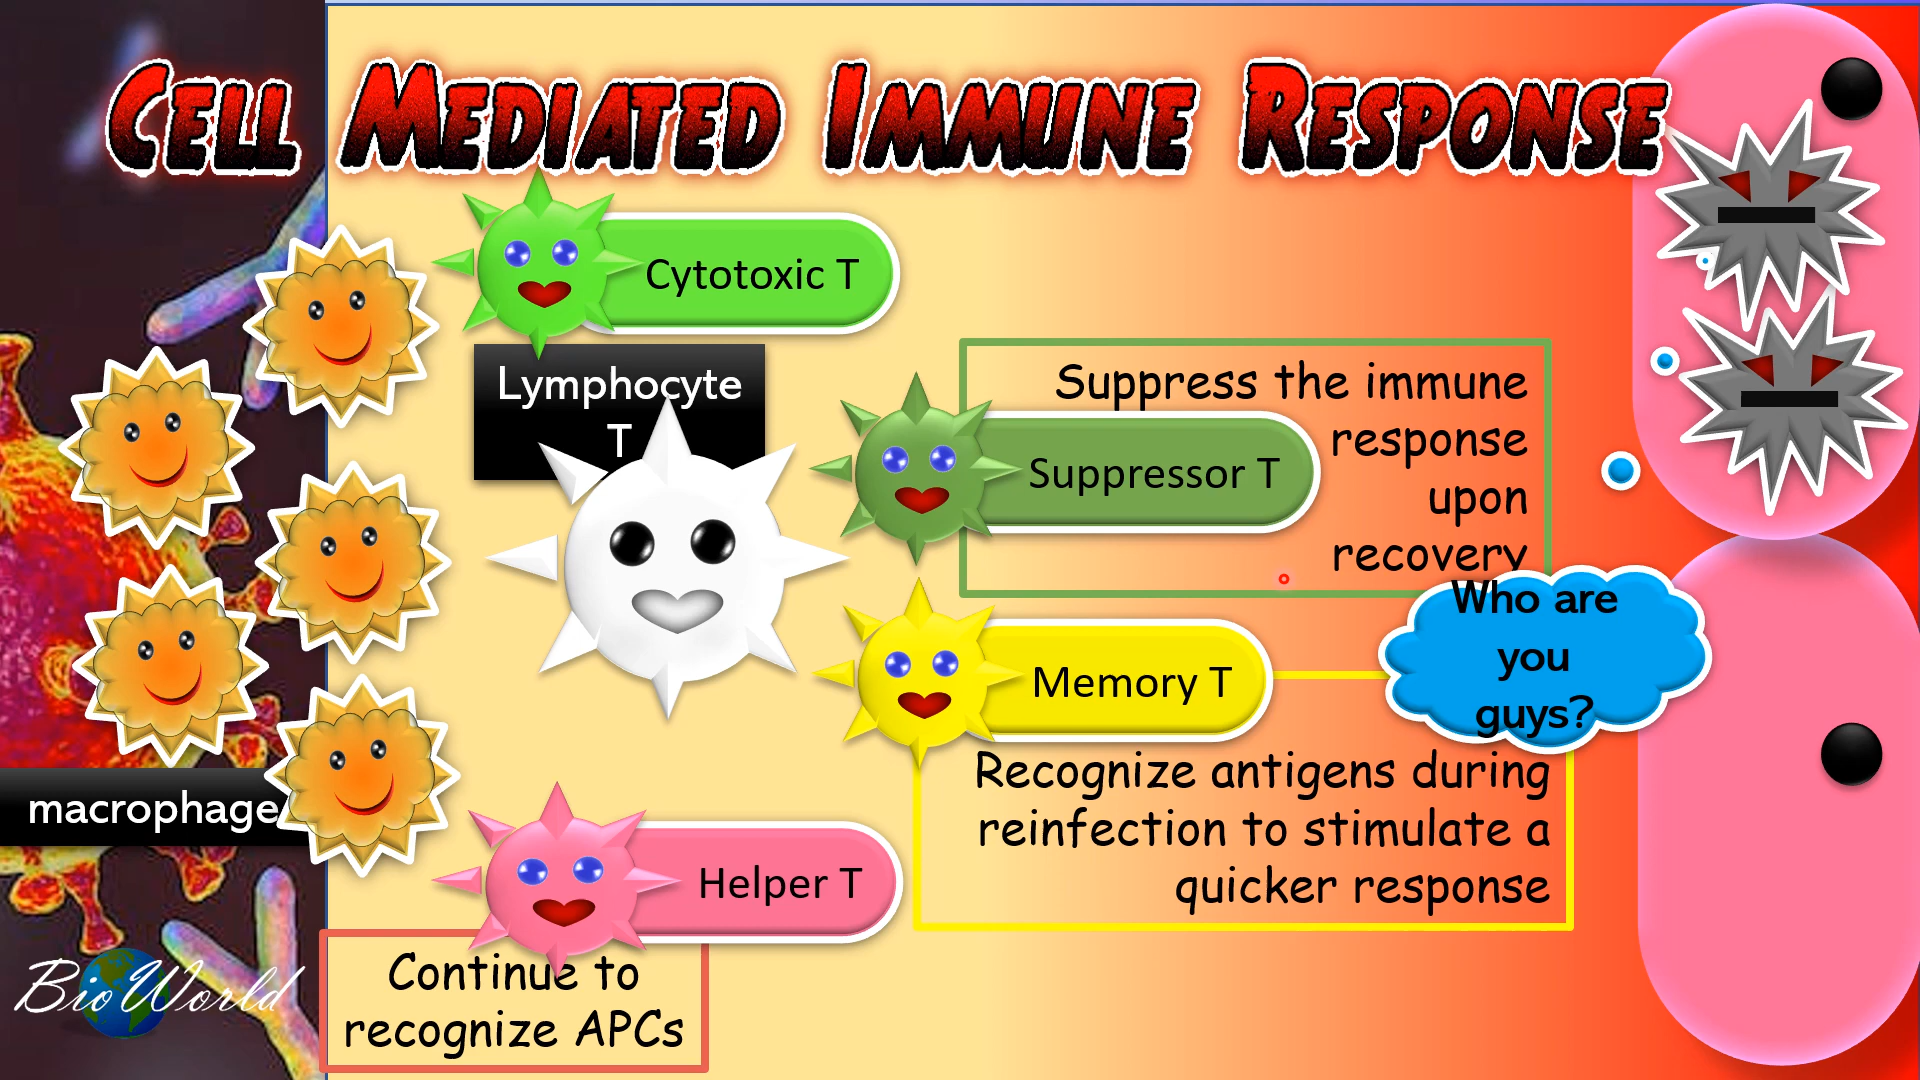 Cell Mediated Immune Response
Cytotoxic T
Lymphocyte
T
Suppress the immune
response
upon
recovery
Suppressor T
Who are
you
guys?
Memory T
Recognize antigens during
reinfection to stimulate a
quicker response
macrophage
Helper T
Continue to
recognize APCs
BioWorld